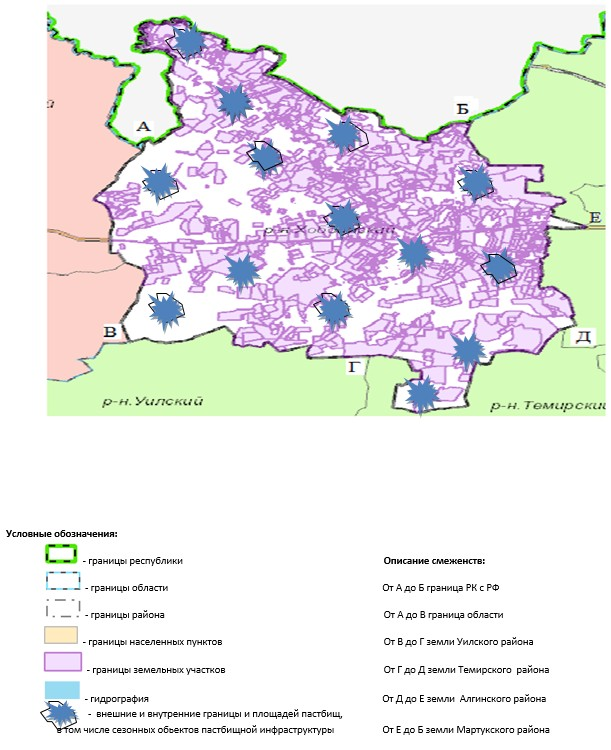 й
А
Б
Е
р-н. Хобдинский
В
Г
Д
р-н. Уилский
р-н. Темирский
Условные обозначения:
- границы республики
Описание смеженств:
- границы области
От А до Б граница РК с РФ
- границы района
От А до В граница области
- границы населенных пунктов
От В до Г земли Уилского района
- границы земельных участков
От Г до Д земли Темирского района
- гидрография
От Д до Е земли Алгинского района
- внешние и внутренние границы и площадей пастбищ,
в том числе сезонных объектов пастбищной инфраструктуры
От Е до Б земли Мартукского района